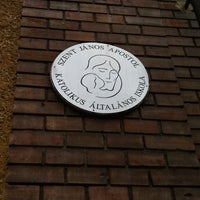 SZENT JÁNOS APOSTOL
KATOLIKUS ÁLTALÁNOS ISKOLA